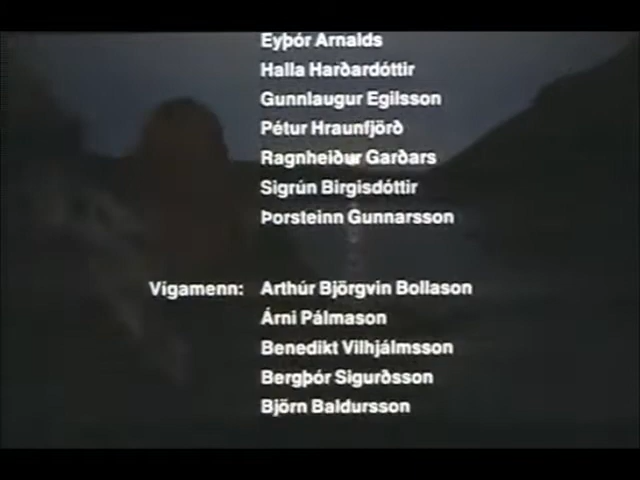 Eyþór Arnalds
Halla Harðardóttir
Gunnlaugur Egilsson
Pétur Hraunfjörð
Ragnheiður Garðars
Sigrún Birgisdóttir
Þorsteinn Gunnarsson
Vígamenn: Arthúr Björgvin Bollason
Árni Pálmason
Benedikt Vilhjálmsson
Bergþór Sigurðsson
Björn Baldursson